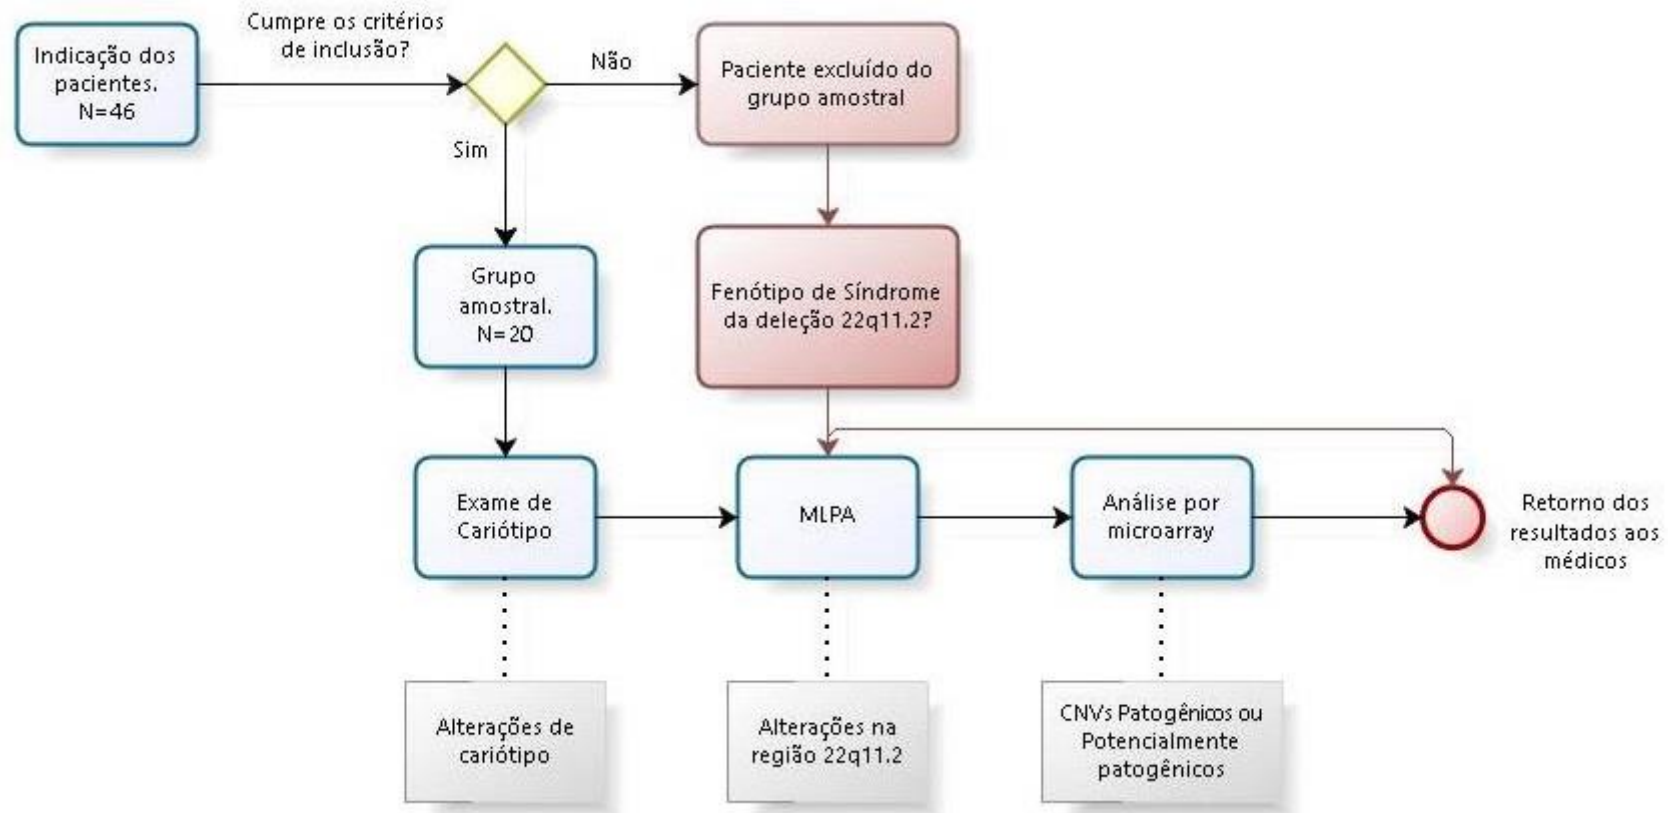 Cumpre os critérios
de inclusão?
Indicação dos
pacientes.
N=46
Não
Paciente excluído do
grupo amostral
Sim
Grupo
amostral.
N=20
Fenótipo de Síndrome
da deleção 22q11.2?
Exame de
Cariótipo
MLPA
Análise por
microarray
Retorno dos
resultados aos
médicos
Alterações de
cariótipo
Alterações na
região 22q11.2
CNVs Patogênicos ou
Potencialmente
patogênicos